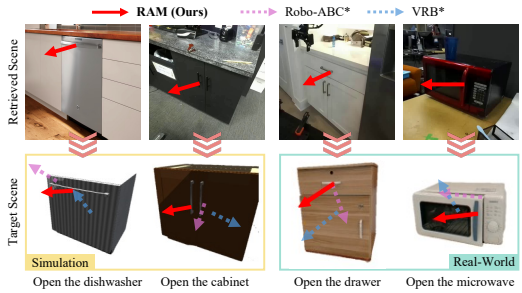 RAM (Ours) Robo-ABC* VRB*
Retrieved Scene
Target Scene
Simulation
Real-World
Open the dishwasher Open the cabinet Open the drawer Open the microwave